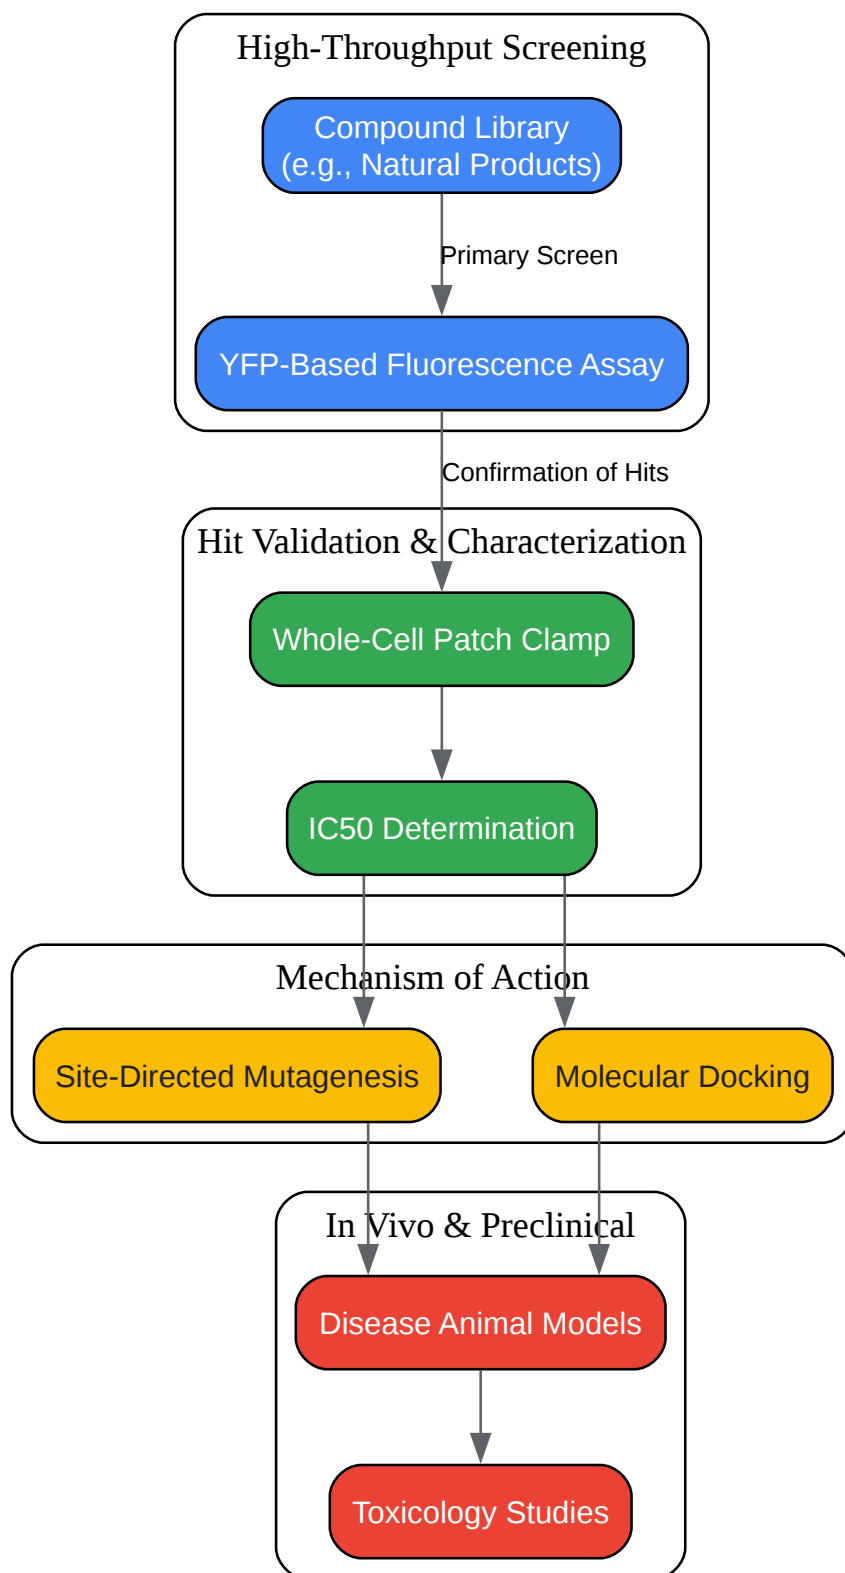 High-Throughput Screening
Compound Library
(e.g., Natural Products)
Primary Screen
YFP-Based Fluorescence Assay
Confirmation of Hits
Hit Validation & Characterization
Whole-Cell Patch Clamp
IC50 Determination
Mechanism of Action
Site-Directed Mutagenesis
Molecular Docking
In Vivo & Preclinical
Disease Animal Models
Toxicology Studies